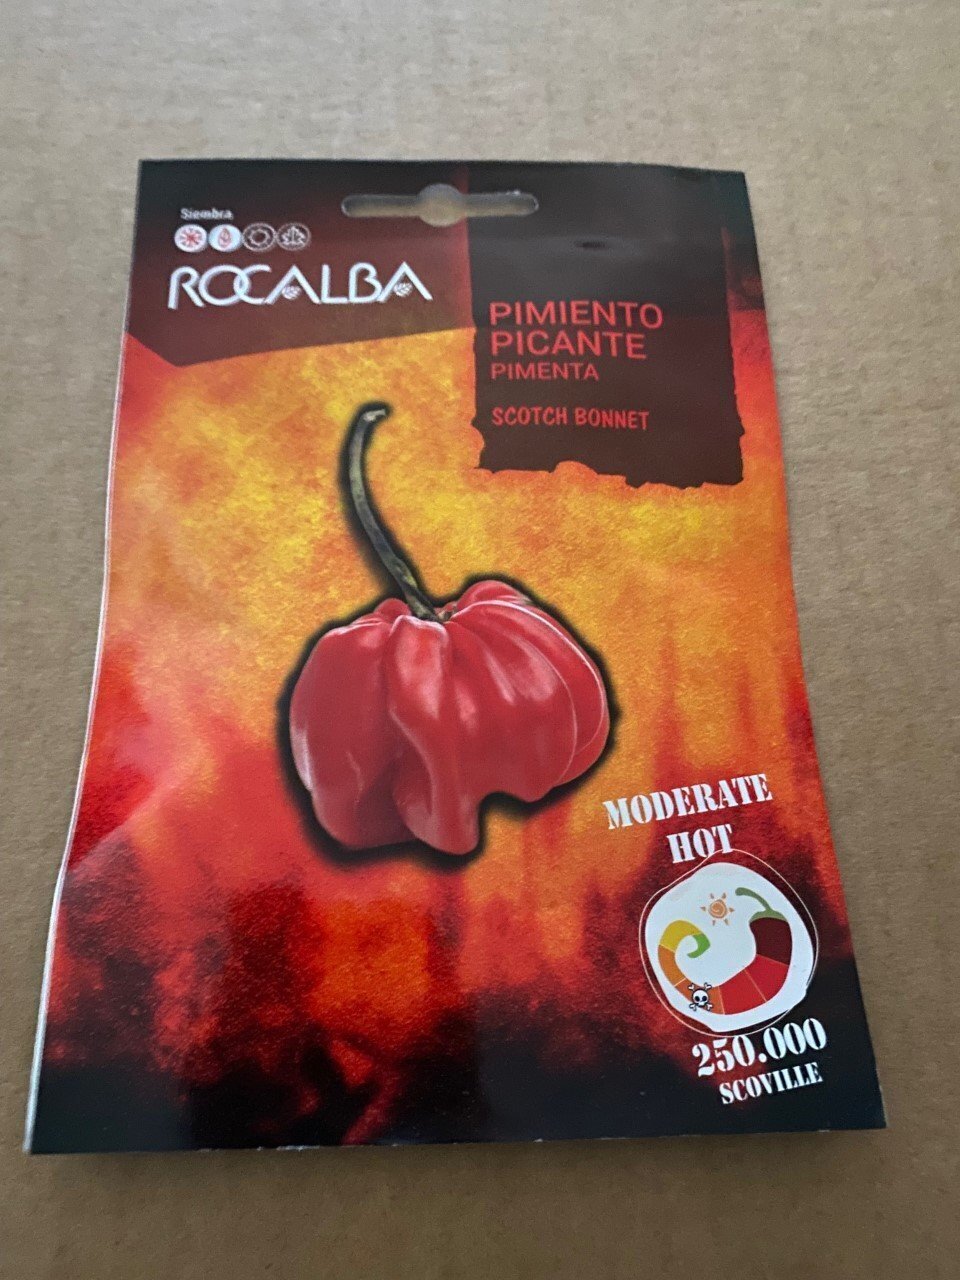 Siembra
ROCALBA
PIMIENTO
PICANTE
PIMENTA
SCOTCH BONNET
MODERATE
HOT
250.000
SCOVILLE